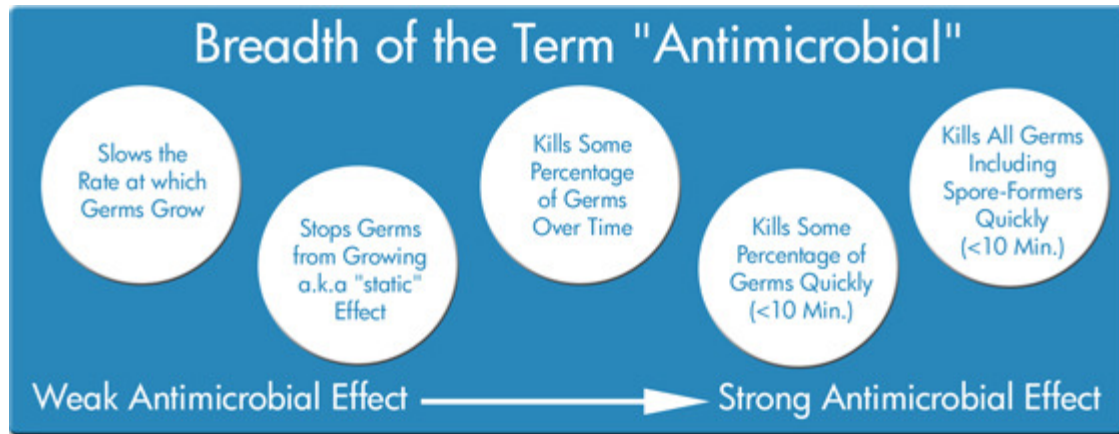 Breadth of the Term "Antimicrobial"
Slows the
Rate at which
Germs Grow
Stops Germs
from Growing
a.k.a "static"
Effect
Kills Some
Percentage
of Germs
Over Time
Kills Some
Percentage of
Germs Quickly
(<10 Min.)
Kills All Germs
Including
Spore-Formers
Quickly
(<10 Min.)
Weak Antimicrobial Effect
Strong Antimicrobial Effect